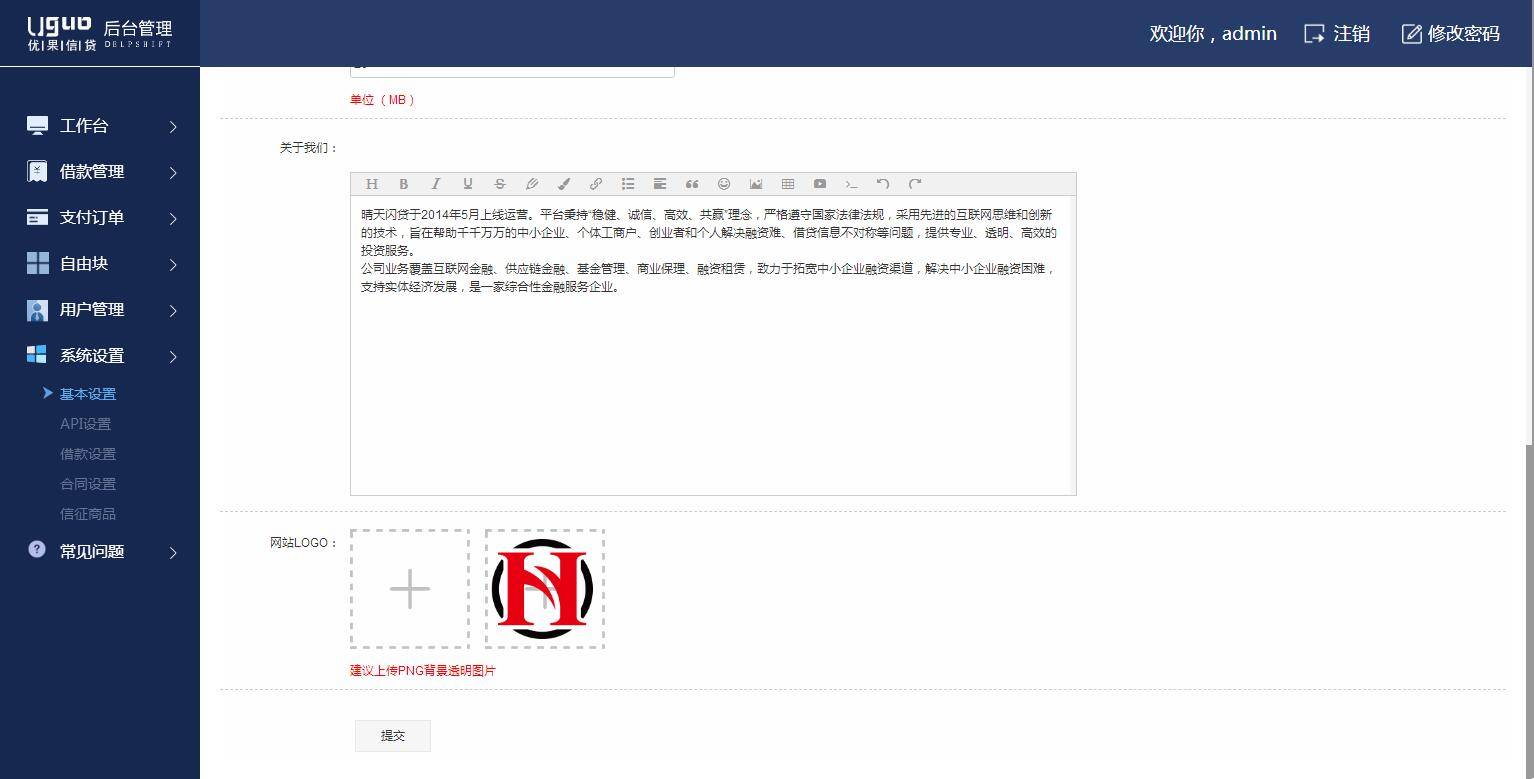 Uguo 后台管理
优果信贷 DELPSHIFT
欢迎你，admin 注销 修改密码
工作台
借款管理
支付订单
自由块
用户管理
系统设置
基本设置
API设置
借款设置
合同设置
信征商品
常见问题
单位（MB）
关于我们：
晴天闪贷于2014年5月上线运营。平台秉持“稳健、诚信、高效、共赢”理念，严格遵守国家法律法规，采用先进的互联网思维和创新
的技术，旨在帮助千千万万的中小企业、个体工商户、创业者和个人解决融资难、借贷信息不对称等问题，提供专业、透明、高效的
投资服务。
公司业务覆盖互联网金融、供应链金融、基金管理、商业保理、融资租赁，致力于拓宽中小企业融资渠道，解决中小企业融资困难，
支持实体经济发展，是一家综合性金融服务企业。
网站LOGO：
H
建议上传PNG背景透明图片
提交